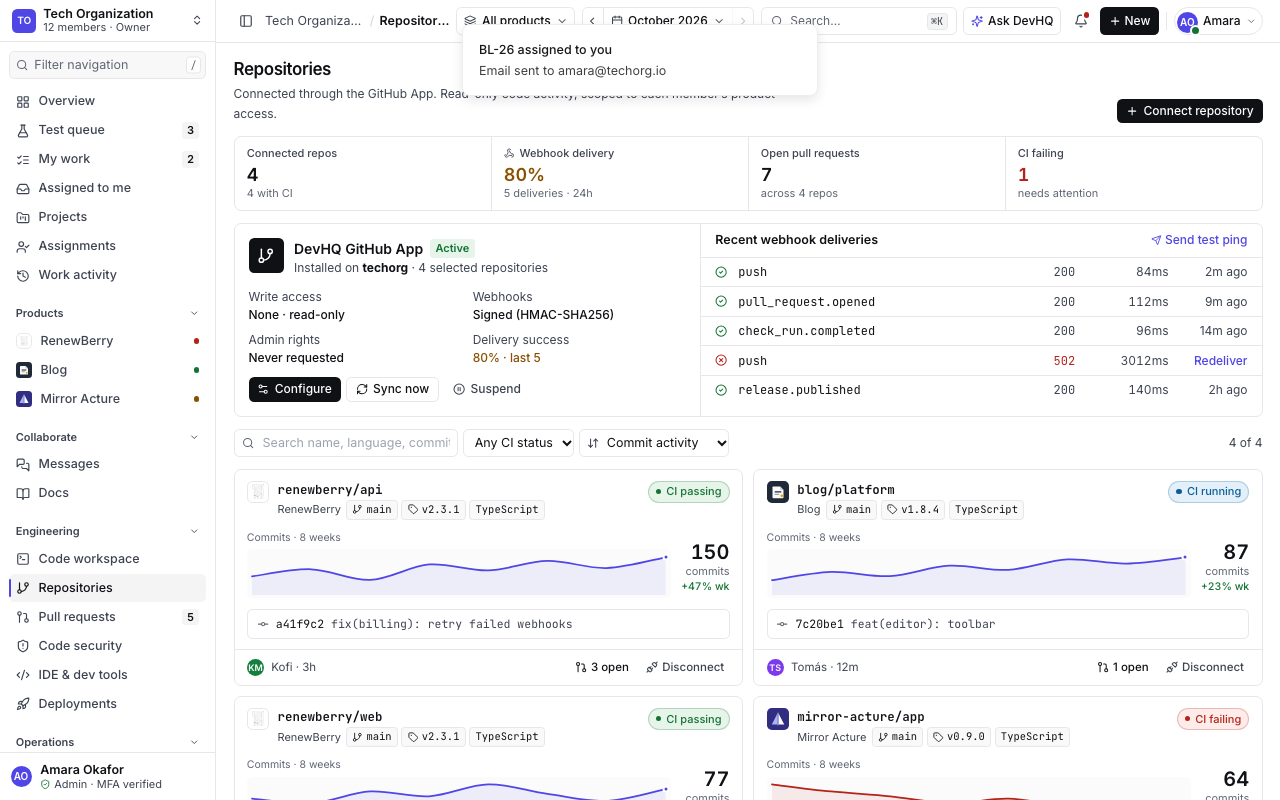 TO
Tech Organization
12 members · Owner
Filter navigation
/
Overview
Test queue
3
My work
2
Assigned to me
Projects
Assignments
Work activity
Products
RenewBerry
Blog
Mirror Acture
Collaborate
Messages
Docs
Engineering
Code workspace
Repositories
Pull requests
5
Code security
IDE & dev tools
Deployments
Operations
AO
Amara Okafor
Admin · MFA verified
Tech Organiza...
/
Repositor...
All products
October 2026
Search...
⌘K
Ask DevHQ
New
AO
Amara
BL-26 assigned to you
Email sent to amara@techorg.io
Repositories
Connected through the GitHub App. Read-only code activity, scoped to each member's product
access.
Connect repository
Connected repos
4
4 with CI
Webhook delivery
80%
5 deliveries · 24h
Open pull requests
7
across 4 repos
CI failing
1
needs attention
DevHQ GitHub App
Active
Installed on techorg · 4 selected repositories
Write access
None · read-only
Webhooks
Signed (HMAC-SHA256)
Admin rights
Never requested
Delivery success
80% · last 5
Configure
Sync now
Suspend
Recent webhook deliveries
Send test ping
push 200 84ms 2m ago
pull_request.opened 200 112ms 9m ago
check_run.completed 200 96ms 14m ago
push 502 3012ms Redeliver
release.published 200 140ms 2h ago
Search name, language, commit
Any CI status
Commit activity
4 of 4
renewberry/api
CI passing
RenewBerry
main
v2.3.1
TypeScript
Commits · 8 weeks
150
commits
+47% wk
a41f9c2 fix(billing): retry failed webhooks
KM
Kofi · 3h
3 open
Disconnect
blog/platform
CI running
Blog
main
v1.8.4
TypeScript
Commits · 8 weeks
87
commits
+23% wk
7c20be1 feat(editor): toolbar
TS
Tomás · 12m
1 open
Disconnect
renewberry/web
CI passing
RenewBerry
main
v2.3.1
TypeScript
Commits · 8 weeks
77
commits
mirror-acture/app
CI failing
Mirror Acture
main
v0.9.0
TypeScript
Commits · 8 weeks
64
commits